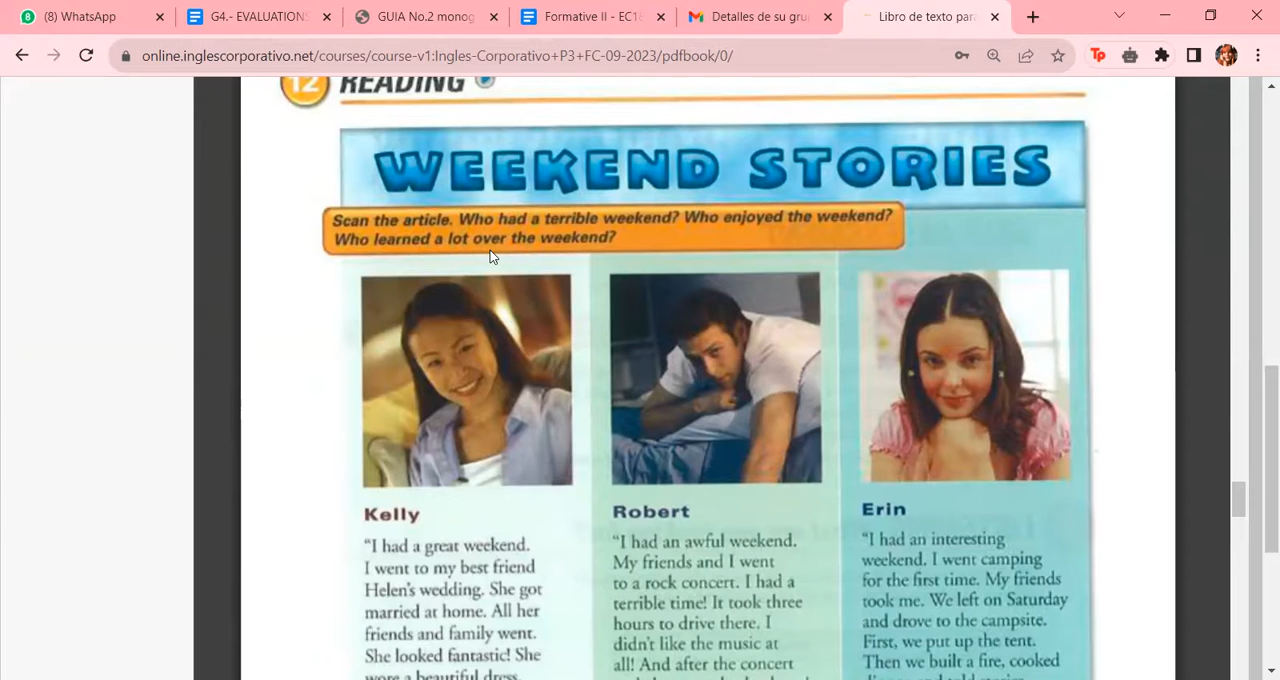 (8) WhatsApp
G4.- EVALUATIONS
GUIA No.2 monog
Formative II - EC1
Detalles de su gru
Libro de texto para
online.inglescorporativo.net/courses/course-v1:Ingles-Corporativo+P3+FC-09-2023/pdfbook/0/
12 READING
WEEKEND STORIES
Scan the article. Who had a terrible weekend? Who enjoyed the weekend?
Who learned a lot over the weekend?
Kelly
"I had a great weekend.
I went to my best friend
Helen's wedding. She got
married at home. All her
friends and family went.
She looked fantastic! She
wore a beautiful dress.
Robert
"I had an awful weekend.
My friends and I went
to a rock concert. I had a
terrible time! It took three
hours to drive there. I
didn't like the music at
all! And after the concert
Erin
"I had an interesting
weekend. I went camping
for the first time. My friends
took me. We left on Saturday
and drove to the campsite.
First, we put up the tent.
Then we built a fire, cooked